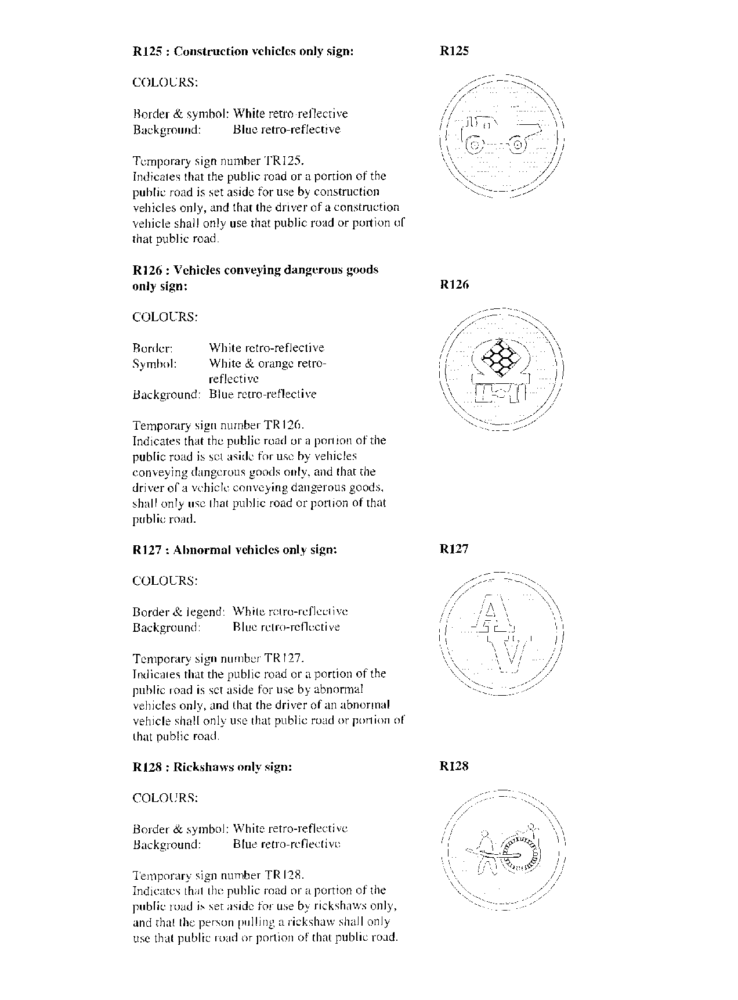 R125 : Construction vehicles only sign: R125
COLOURS:
Border & symbol: White retro-reflective
Background: Blue retro-reflective
Temporary sign number TR125.
Indicates that the public road or a portion of the
public road is set aside for use by construction
vehicles only, and that the driver of a construction
vehicle shall only use that public road or portion of
that public road.
R126 : Vehicles conveying dangerous goods
only sign: R126
COLOURS:
Border: White retro-reflective
Symbol: White & orange retro-
reflective
Background: Blue retro-reflective
Temporary sign number TR126.
Indicates that the public road or a portion of the
public road is set aside for use by vehicles
conveying dangerous goods only, and that the
driver of a vehicle conveying dangerous goods,
shall only use that public road or portion of that
public road.
R127 : Abnormal vehicles only sign: R127
COLOURS:
Border & legend: White retro-reflective
Background: Blue retro-reflective
A
V
Temporary sign number TR127.
Indicates that the public road or a portion of the
public road is set aside for use by abnormal
vehicles only, and that the driver of an abnormal
vehicle shall only use that public road or portion of
that public road.
R128 : Rickshaws only sign: R128
COLOURS:
Border & symbol: White retro-reflective
Background: Blue retro-reflective
Temporary sign number TR128.
Indicates that the public road or a portion of the
public road is set aside for use by rickshaws only,
and that the person pulling a rickshaw shall only
use that public road or portion of that public road.